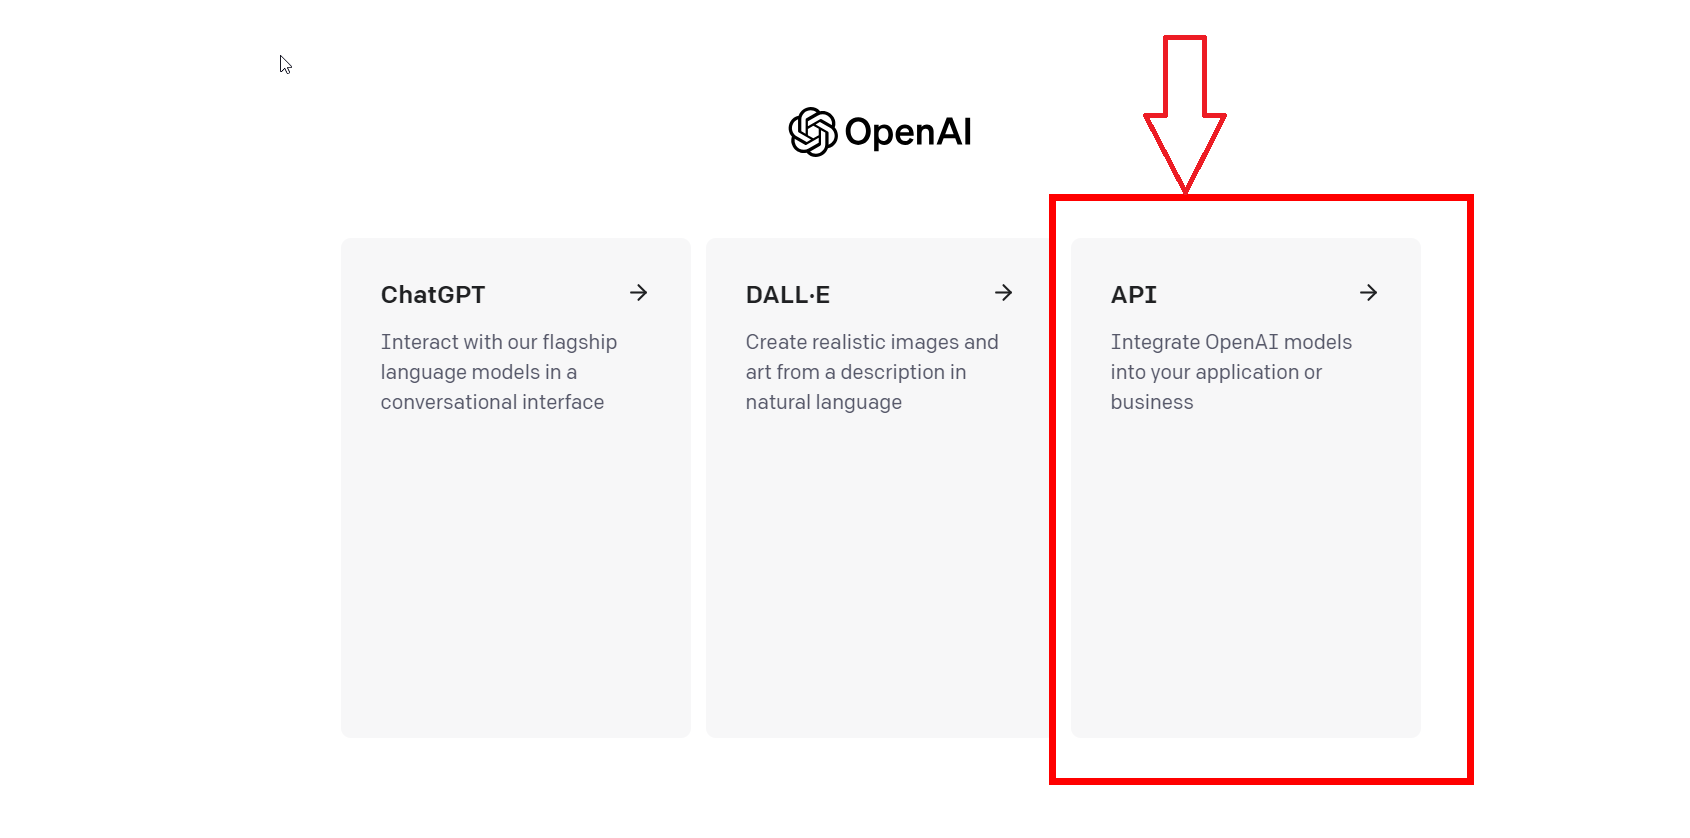 OpenAI
ChatGPT
Interact with our flagship
language models in a
conversational interface
DALL·E
Create realistic images and
art from a description in
natural language
API
Integrate OpenAI models
into your application or
business